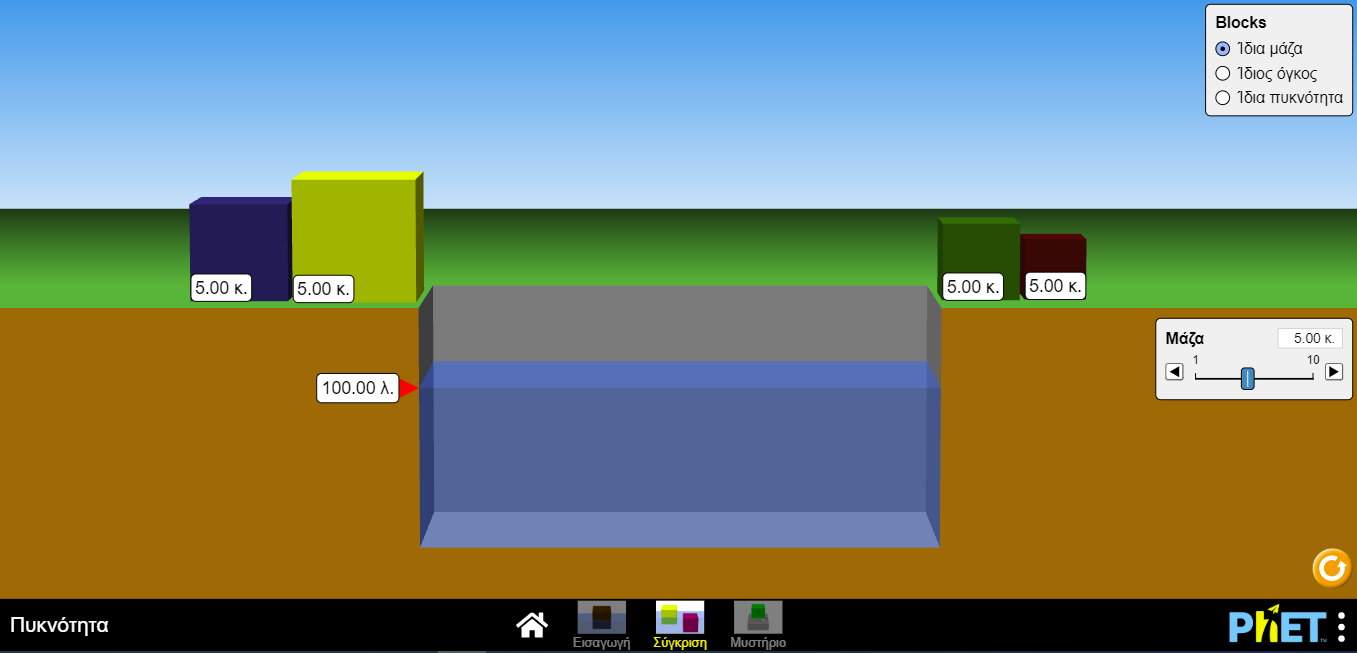 Blocks
Ίδια μάζα
Ίδιος όγκος
Ίδια πυκνότητα
5.00 κ.
5.00 κ.
5.00 κ.
5.00 κ.
Μάζα
5.00 κ.
1
10
100.00 λ.
Πυκνότητα
Εισαγωγή
Σύγκριση
Μυστήριο
PhET